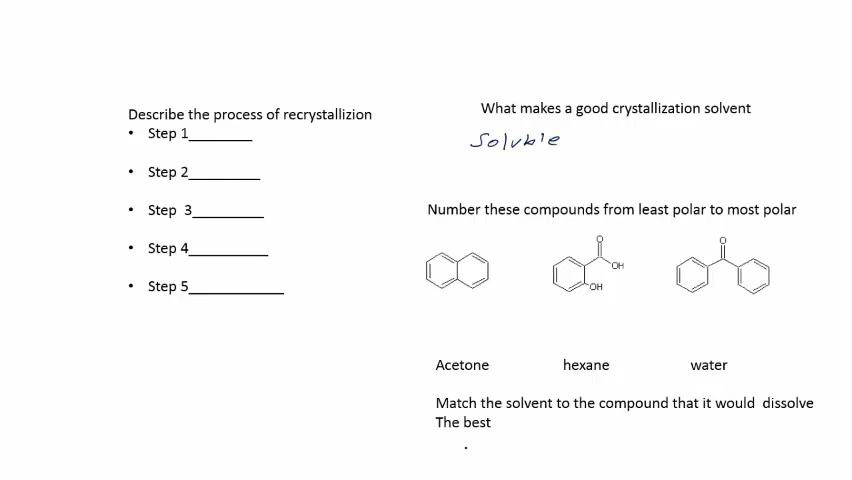 Describe the process of recrystallizion
• Step 1________
• Step 2_________
• Step  3_________
• Step 4__________
• Step 5____________
What makes a good crystallization solvent
Soluble
Number these compounds from least polar to most polar
O
OH
OH
O
Acetone hexane water
Match the solvent to the compound that it would  dissolve
The best